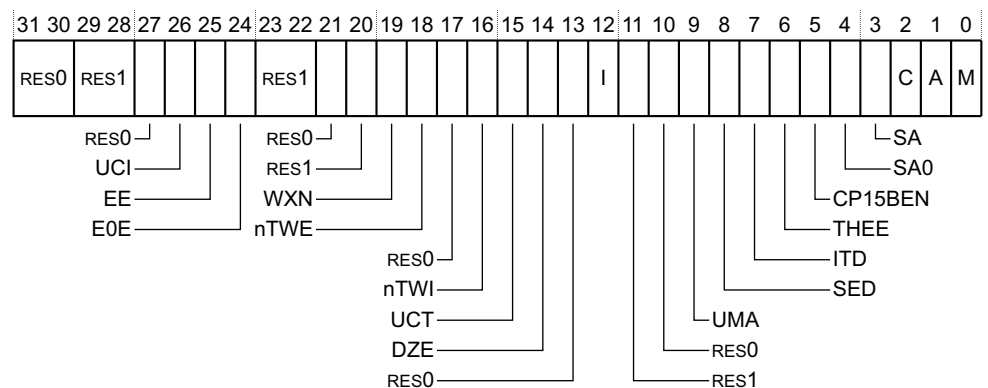 31 30 29 28 27 26 25 24 23 22 21 20 19 18 17 16 15 14 13 12 11 10 9 8 7 6 5 4 3 2 1 0
RES0 RES1 RES1 I C A M
RES0 RES0 SA
UCI RES1 SA0
EE WXN CP15BEN
E0E nTWE THEE
RES0 ITD
nTWI SED
UCT UMA
DZE RES0
RES0 RES1